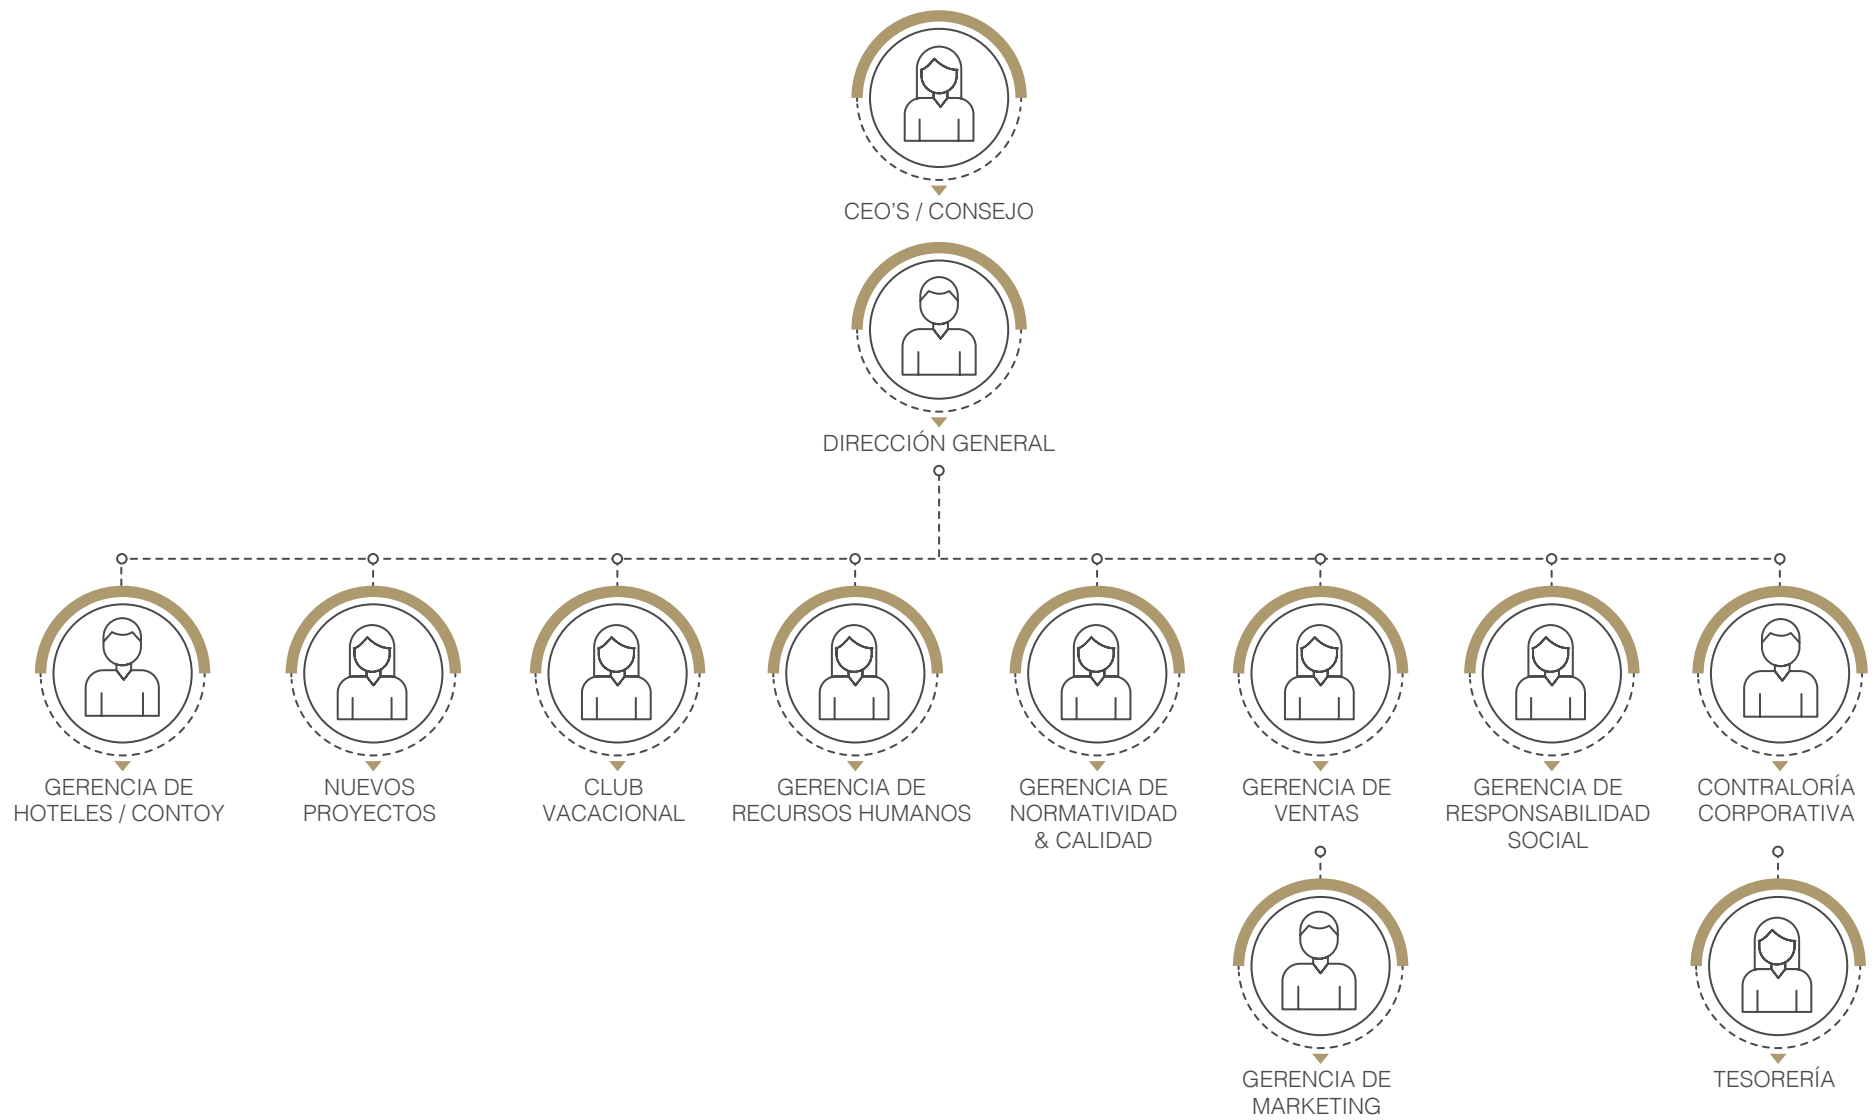 CEO'S / CONSEJO
DIRECCIÓN GENERAL
GERENCIA DE
HOTELES / CONTOY
NUEVOS
PROYECTOS
CLUB
VACACIONAL
GERENCIA DE
RECURSOS HUMANOS
GERENCIA DE
NORMATIVIDAD
& CALIDAD
GERENCIA DE
VENTAS
GERENCIA DE
RESPONSABILIDAD
SOCIAL
CONTRALORÍA
CORPORATIVA
GERENCIA DE
MARKETING
TESORERÍA